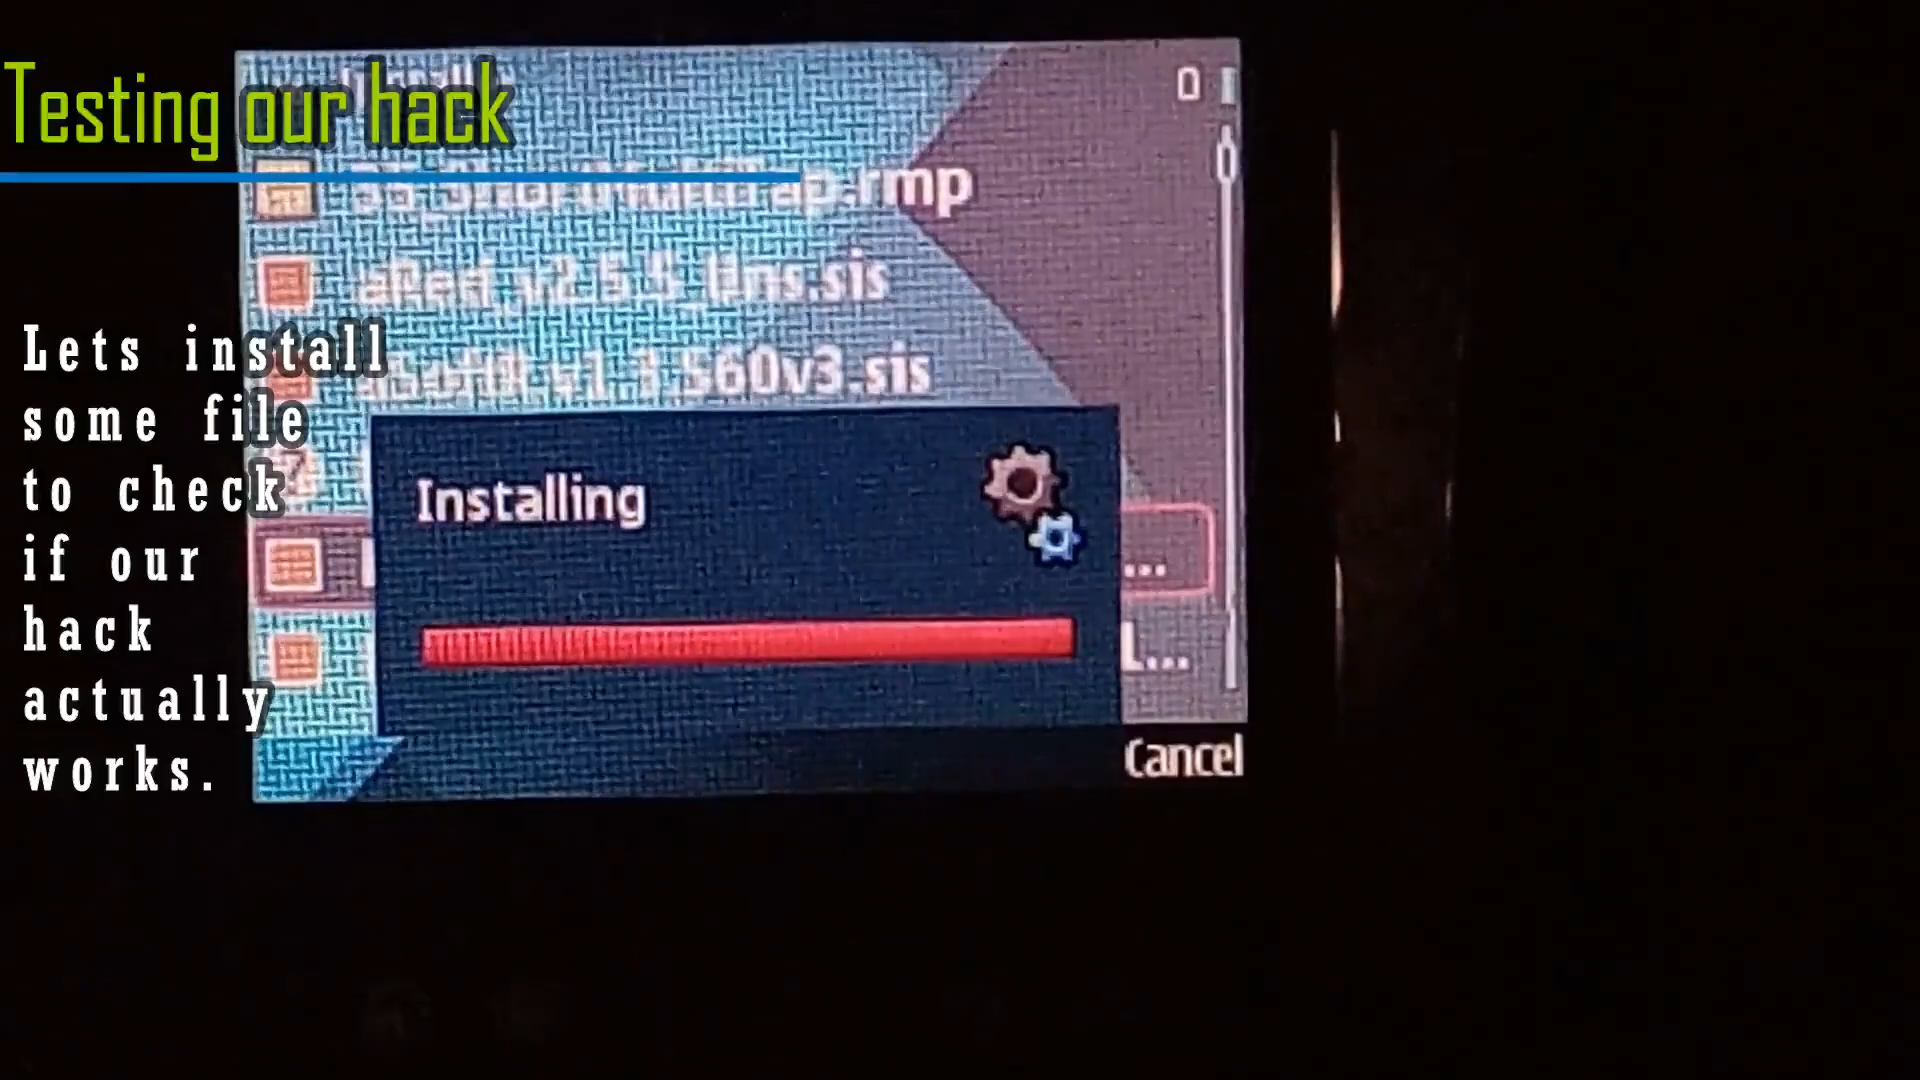 Testing our hack
Lets install
some file
to check
if our
hack
actually
works.
.rmp
.sis
S60v3.sis
Installing
...
L...
Cancel